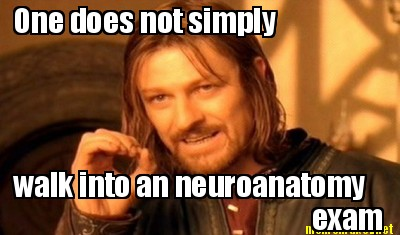 One does not simply
walk into an neuroanatomy
exam